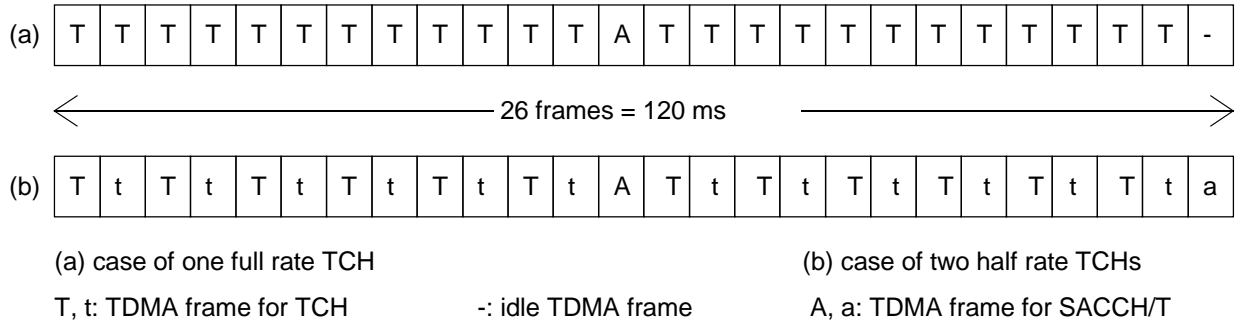 (a) T T T T T T T T T T T T A T T T T T T T T T T T T -
26 frames = 120 ms
(b) T t T t T t T t T t T t A T t T t T t T t T t T t a
(a) case of one full rate TCH (b) case of two half rate TCHs
T, t: TDMA frame for TCH -: idle TDMA frame A, a: TDMA frame for SACCH/T